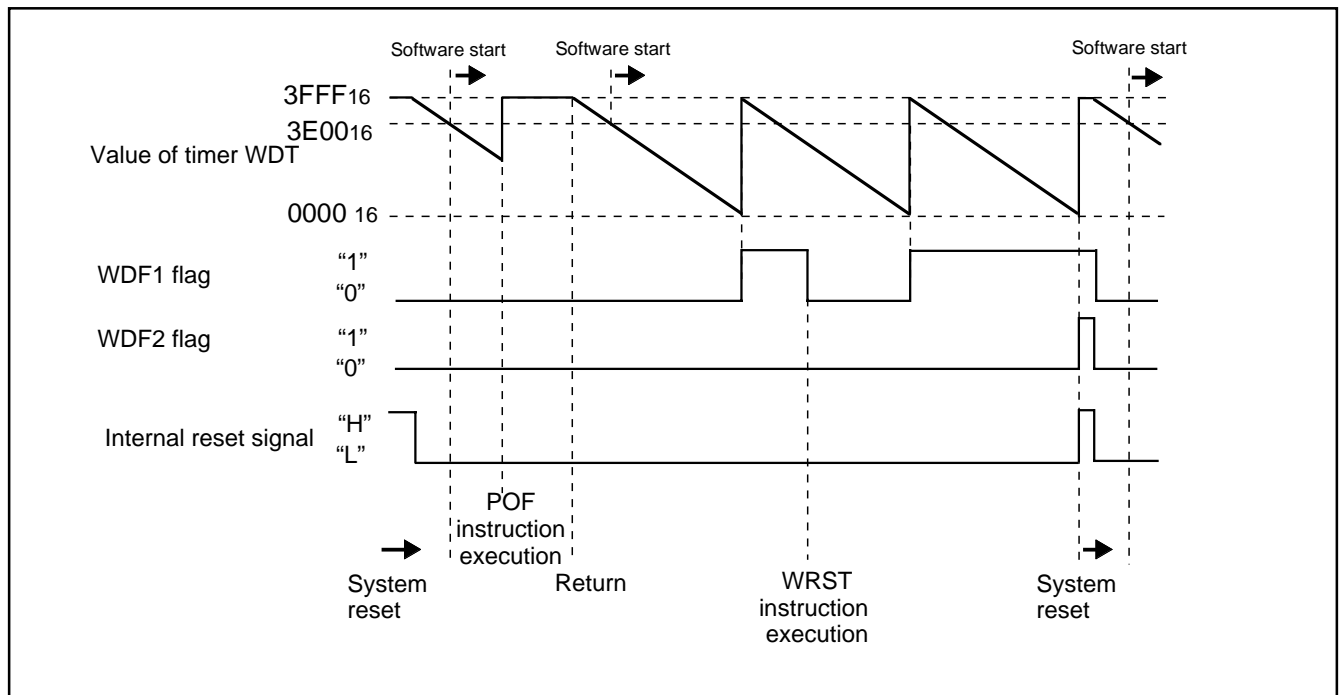 Software start
Software start
Software start
3FFF16
3E0016
Value of timer WDT
0000 16
WDF1 flag
“1”
“0”
WDF2 flag
“1”
“0”
Internal reset signal
“H”
“L”
POF
instruction
execution
System
reset
Return
WRST
instruction
execution
System
reset